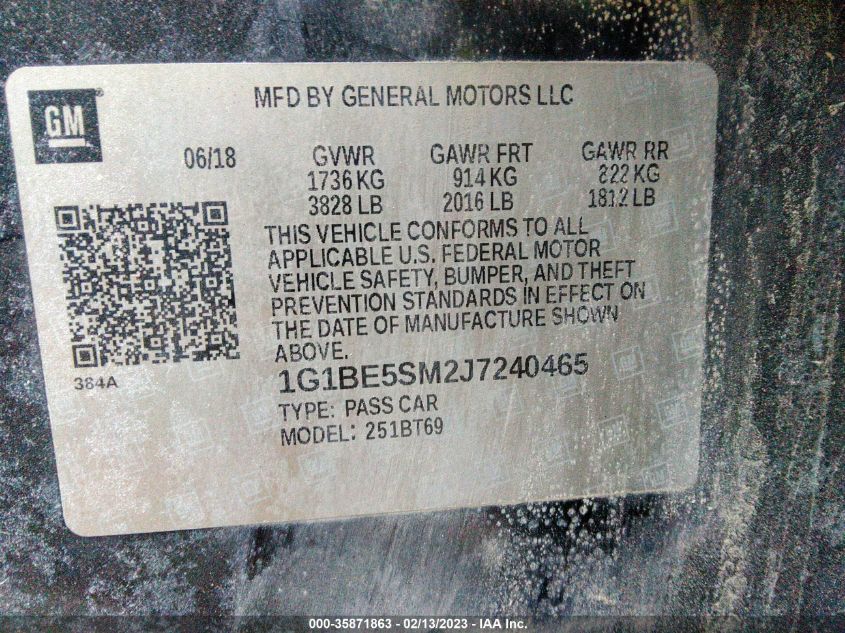 MFD BY GENERAL MOTORS LLC
GM
06/18 GVWR GAWR FRT GAWR RR
1736 KG 914 KG 822 KG
3828 LB 2016 LB 1812 LB
THIS VEHICLE CONFORMS TO ALL
APPLICABLE U.S. FEDERAL MOTOR
VEHICLE SAFETY, BUMPER, AND THEFT
PREVENTION STANDARDS IN EFFECT ON
THE DATE OF MANUFACTURE SHOWN
ABOVE.
384A
1G1BE5SM2J7240465
TYPE: PASS CAR
MODEL: 251BT69
000-35871863 - 02/13/2023 - IAA Inc.